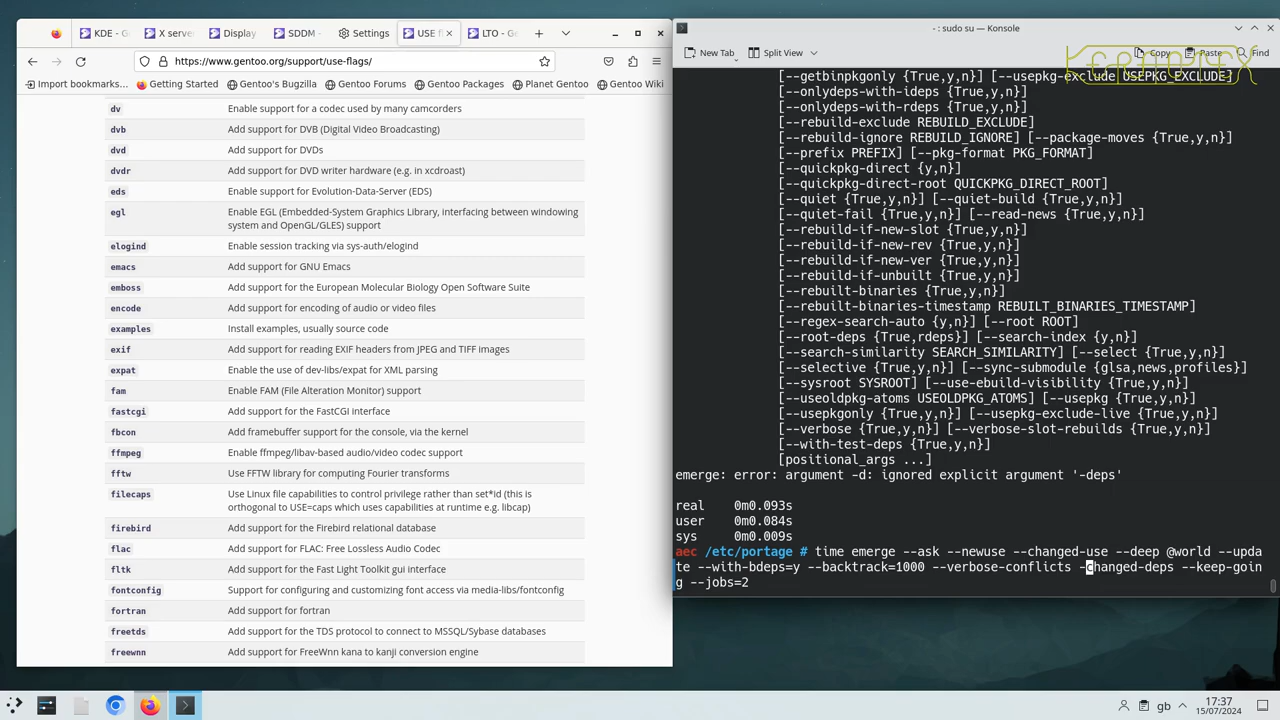 - : sudo su — Konsole
KDE - G
X serve
Display
SDDM -
Settings
USE f
LTO - Ge
New Tab
Split View
Copy
Paste
Find
https://www.gentoo.org/support/use-flags/
Import bookmarks...
Getting Started
Gentoo's Bugzilla
Gentoo Forums
Gentoo Packages
Planet Gentoo
Gentoo Wiki
dv Enable support for a codec used by many camcorders
dvb Add support for DVB (Digital Video Broadcasting)
dvd Add support for DVDs
dvdr Add support for DVD writer hardware (e.g. in xcdroast)
eds Enable support for Evolution-Data-Server (EDS)
egl Enable EGL (Embedded-System Graphics Library, interfacing between windowing
system and OpenGL/GLES) support
elogind Enable session tracking via sys-auth/elogind
emacs Add support for GNU Emacs
emboss Add support for the European Molecular Biology Open Software Suite
encode Add support for encoding of audio or video files
examples Install examples, usually source code
exif Add support for reading EXIF headers from JPEG and TIFF images
expat Enable the use of dev-libs/expat for XML parsing
fam Enable FAM (File Alteration Monitor) support
fastcgi Add support for the FastCGI interface
fbcon Add framebuffer support for the console, via the kernel
ffmpeg Enable ffmpeg/libav-based audio/video codec support
fftw Use FFTW library for computing Fourier transforms
filecaps Use Linux file capabilities to control privilege rather than set*id (this is
orthogonal to USE=caps which uses capabilities at runtime e.g. libcap)
firebird Add support for the Firebird relational database
flac Add support for FLAC: Free Lossless Audio Codec
fltk Add support for the Fast Light Toolkit gui interface
fontconfig Support for configuring and customizing font access via media-libs/fontconfig
fortran Add support for fortran
freetds Add support for the TDS protocol to connect to MSSQL/Sybase databases
freewnn Add support for FreeWnn kana to kanji conversion engine
[--getbinpkgonly {True,y,n}] [--usepkg-exclude USEPKG_EXCLUDE]
[--onlydeps-with-ideps {True,y,n}]
[--onlydeps-with-rdeps {True,y,n}]
[--rebuild-exclude REBUILD_EXCLUDE]
[--rebuild-ignore REBUILD_IGNORE] [--package-moves {True,y,n}]
[--prefix PREFIX] [--pkg-format PKG_FORMAT]
[--quickpkg-direct {y,n}]
[--quickpkg-direct-root QUICKPKG_DIRECT_ROOT]
[--quiet {True,y,n}] [--quiet-build {True,y,n}]
[--quiet-fail {True,y,n}] [--read-news {True,y,n}]
[--rebuild-if-new-slot {True,y,n}]
[--rebuild-if-new-rev {True,y,n}]
[--rebuild-if-new-ver {True,y,n}]
[--rebuild-if-unbuilt {True,y,n}]
[--rebuilt-binaries {True,y,n}]
[--rebuilt-binaries-timestamp REBUILT_BINARIES_TIMESTAMP]
[--regex-search-auto {y,n}] [--root ROOT]
[--root-deps {True,rdeps}] [--search-index {y,n}]
[--search-similarity SEARCH_SIMILARITY] [--select {True,y,n}]
[--selective {True,y,n}] [--sync-submodule {glsa,news,profiles}]
[--sysroot SYSROOT] [--use-ebuild-visibility {True,y,n}]
[--useoldpkg-atoms USEOLDPKG_ATOMS] [--usepkg {True,y,n}]
[--usepkgonly {True,y,n}] [--usepkg-exclude-live {True,y,n}]
[--verbose {True,y,n}] [--verbose-slot-rebuilds {True,y,n}]
[--with-test-deps {True,y,n}]
[positional_args ...]
emerge: error: argument -d: ignored explicit argument '-deps'
real 0m0.093s
user 0m0.084s
sys 0m0.009s
aec /etc/portage # time emerge --ask --newuse --changed-use --deep @world --upda
te --with-bdeps=y --backtrack=1000 --verbose-conflicts -changed-deps --keep-goin
g --jobs=2
gb
17:37
15/07/2024